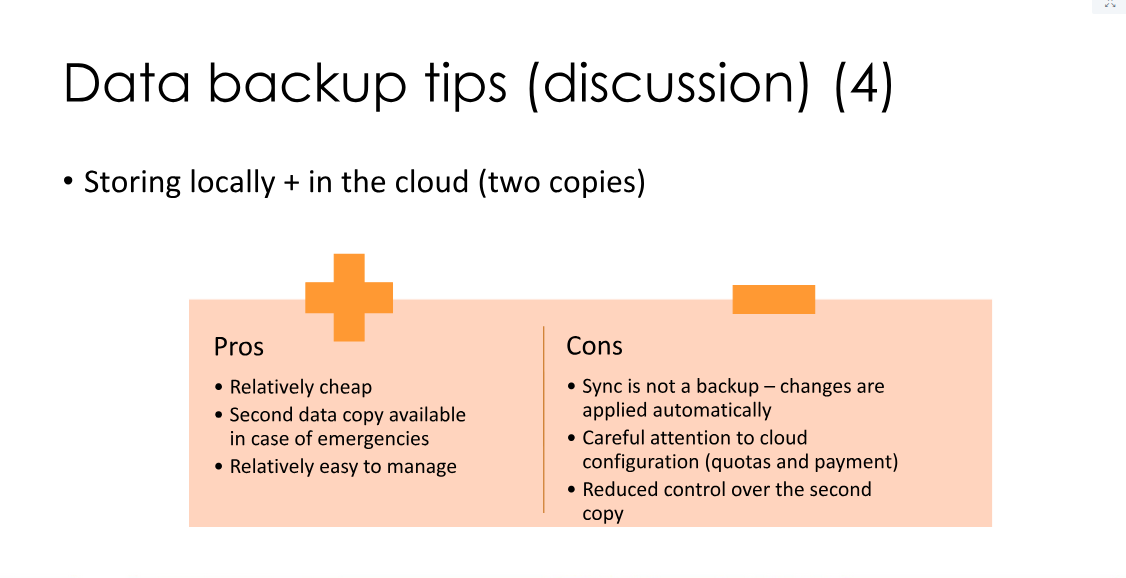 Data backup tips (discussion) (4)
• Storing locally + in the cloud (two copies)
Pros
• Relatively cheap
• Second data copy available
in case of emergencies
• Relatively easy to manage
Cons
• Sync is not a backup – changes are
applied automatically
• Careful attention to cloud
configuration (quotas and payment)
• Reduced control over the second
copy